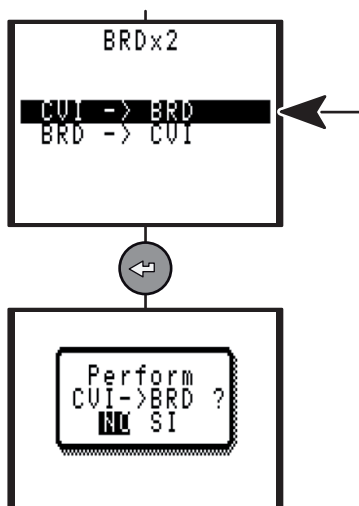 BRDx2
CVI -> BRD
BRD -> CVI
Perform
CVI->BRD ?
NO SI